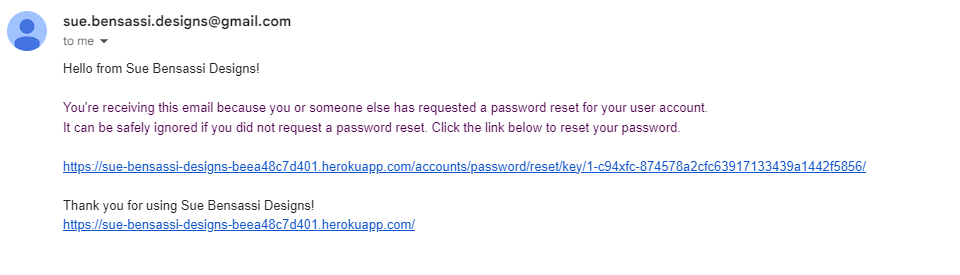 sue.bensassi.designs@gmail.com
to me
Hello from Sue Bensassi Designs!
You're receiving this email because you or someone else has requested a password reset for your user account.
It can be safely ignored if you did not request a password reset. Click the link below to reset your password.
https://sue-bensassi-designs-beea48c7d401.herokuapp.com/accounts/password/reset/key/1-c94xfc-874578a2cfc63917133439a1442f5856/
Thank you for using Sue Bensassi Designs!
https://sue-bensassi-designs-beea48c7d401.herokuapp.com/